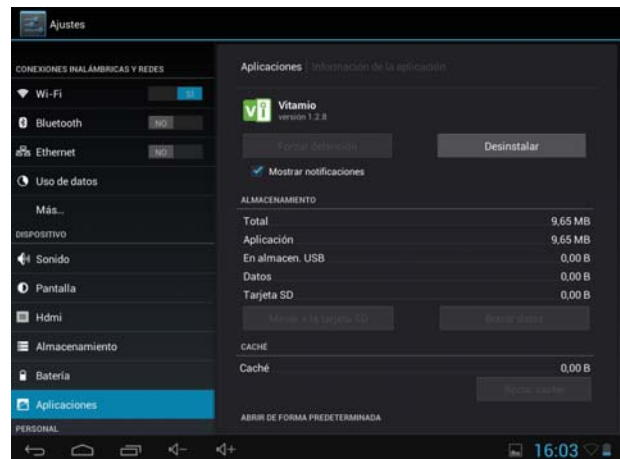 Ajustes
CONEXIONES INALÁMBRICAS Y REDES
Wi-Fi
SÍ
Bluetooth
NO
Ethernet
NO
Uso de datos
Más...
DISPOSITIVO
Sonido
Pantalla
Hdmi
Almacenamiento
Batería
Aplicaciones
PERSONAL
Aplicaciones Información de la aplicación
Vitamio
versión 1.2.8
Forzar detención
Desinstalar
Mostrar notificaciones
ALMACENAMIENTO
Total 9,65 MB
Aplicación 9,65 MB
En almacen. USB 0,00 B
Datos 0,00 B
Tarjeta SD 0,00 B
Mover a la tarjeta SD
Borrar datos
CACHÉ
Caché 0,00 B
ABRIR DE FORMA PREDETERMINADA
16:03